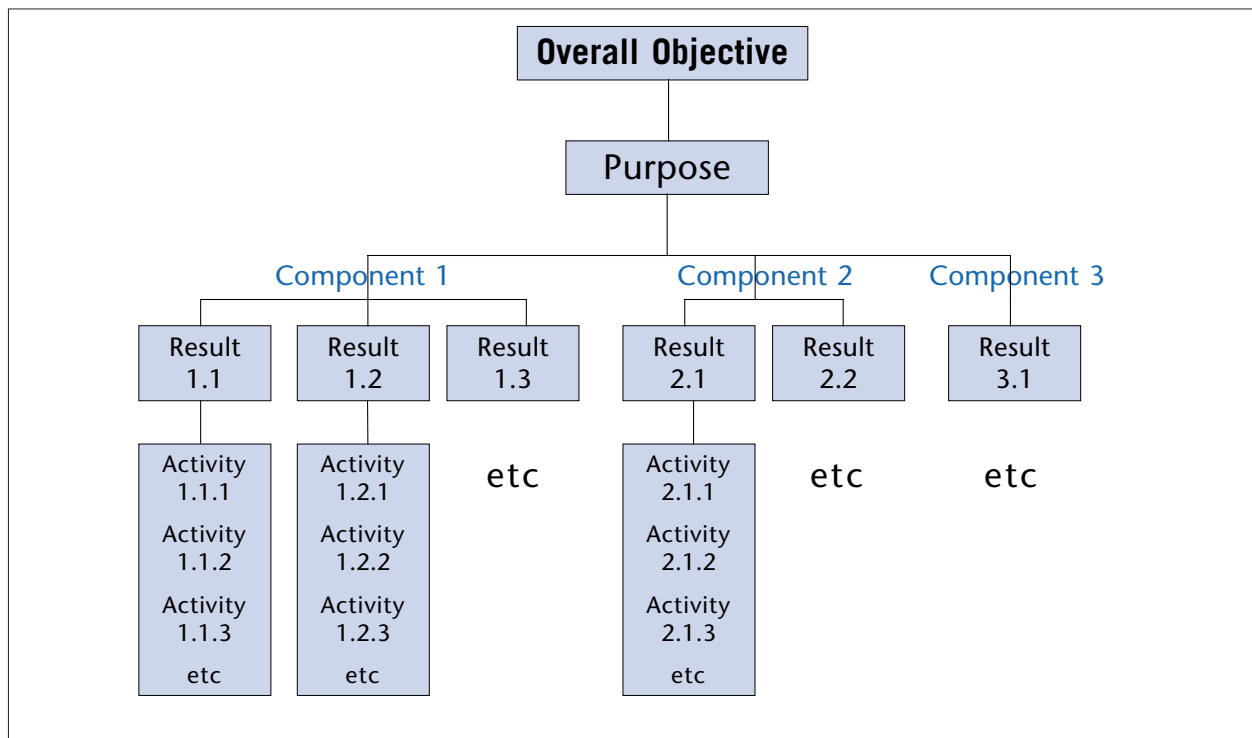 Overall Objective
Purpose
Component 1
Component 2
Component 3
Result
1.1
Result
1.2
Result
1.3
Result
2.1
Result
2.2
Result
3.1
Activity
1.1.1
Activity
1.1.2
Activity
1.1.3
etc
Activity
1.2.1
Activity
1.2.2
Activity
1.2.3
etc
etc
Activity
2.1.1
Activity
2.1.2
Activity
2.1.3
etc
etc
etc